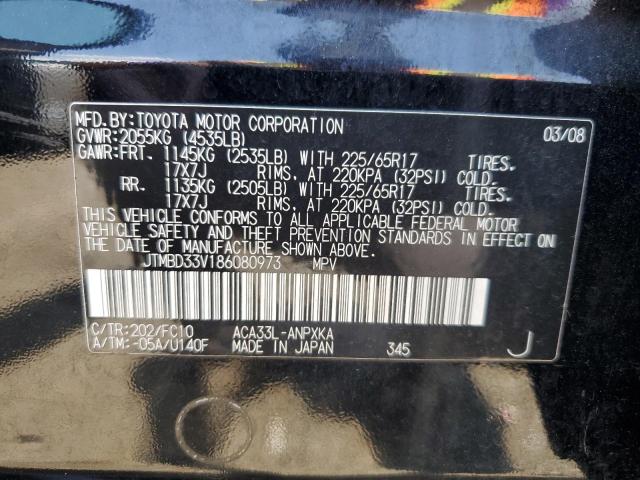 MFD.BY:TOYOTA MOTOR CORPORATION 03/08
GVWR:2055KG (4535LB)
GAWR:FRT. 1145KG (2535LB) WITH 225/65R17 TIRES.
17X7J RIMS. AT 220KPA (32PSI) COLD.
RR. 1135KG (2505LB) WITH 225/65R17 TIRES.
17X7J RIMS. AT 220KPA (32PSI) COLD.
THIS VEHICLE CONFORMS TO ALL APPLICABLE FEDERAL MOTOR
VEHICLE SAFETY AND THEFT PREVENTION STANDARDS IN EFFECT
ON THE DATE OF MANUFACTURE SHOWN ABOVE.
JTMBD33V186080973 MPV
C/TR:202/FC10 ACA33L-ANPXKA
A/TM:-05A/U140F MADE IN JAPAN 345 J